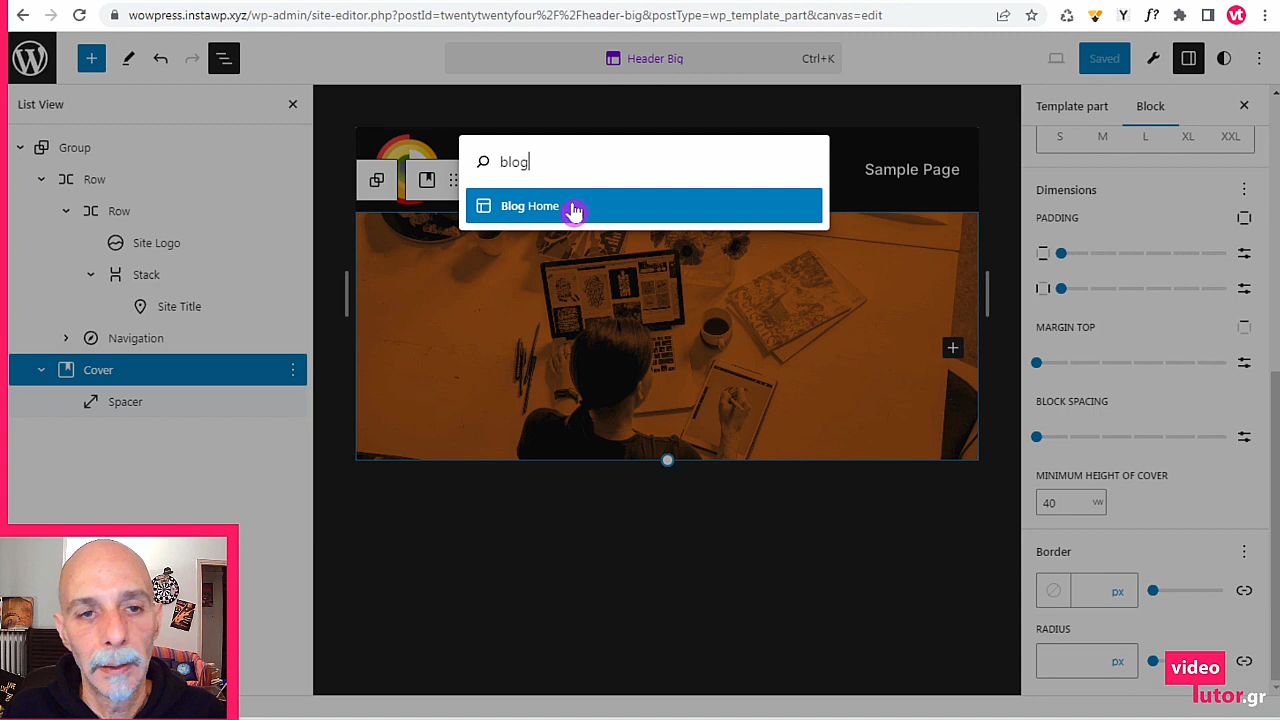 wowpress.instawp.xyz/wp-admin/site-editor.php?postId=twentytwentyfour%2F%2Fheader-big&postType=wp_template_part&canvas=edit
Header Big
Ctrl+K
Saved
List View
Group
Row
Row
Site Logo
Stack
Site Title
Navigation
Cover
Spacer
blog
Blog Home
Sample Page
Template part
Block
S M L XL XXL
Dimensions
PADDING
MARGIN TOP
BLOCK SPACING
MINIMUM HEIGHT OF COVER
40 VW
Border
px
RADIUS
px
video
tutor.gr